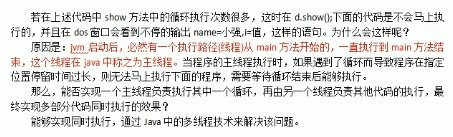 若在上述代码中 show 方法中的循环执行次数很多，这时在 d.show();下面的代码是不会马上执
行的，并且在 dos 窗口会看到不停的输出 name=小强,i=值，这样的语句。为什么会这样呢？
原因是：jvm 启动后，必然有一个执行路径(线程)从 main 方法开始的，一直执行到 main 方法结
束，这个线程在 java 中称之为主线程。当程序的主线程执行时，如果遇到了循环而导致程序在指定
位置停留时间过长，则无法马上执行下面的程序，需要等待循环结束后能够执行。
那么，能否实现一个主线程负责执行其中一个循环，再由另一个线程负责其他代码的执行，最
终实现多部分代码同时执行的效果？
能够实现同时执行，通过 Java 中的多线程技术来解决该问题。